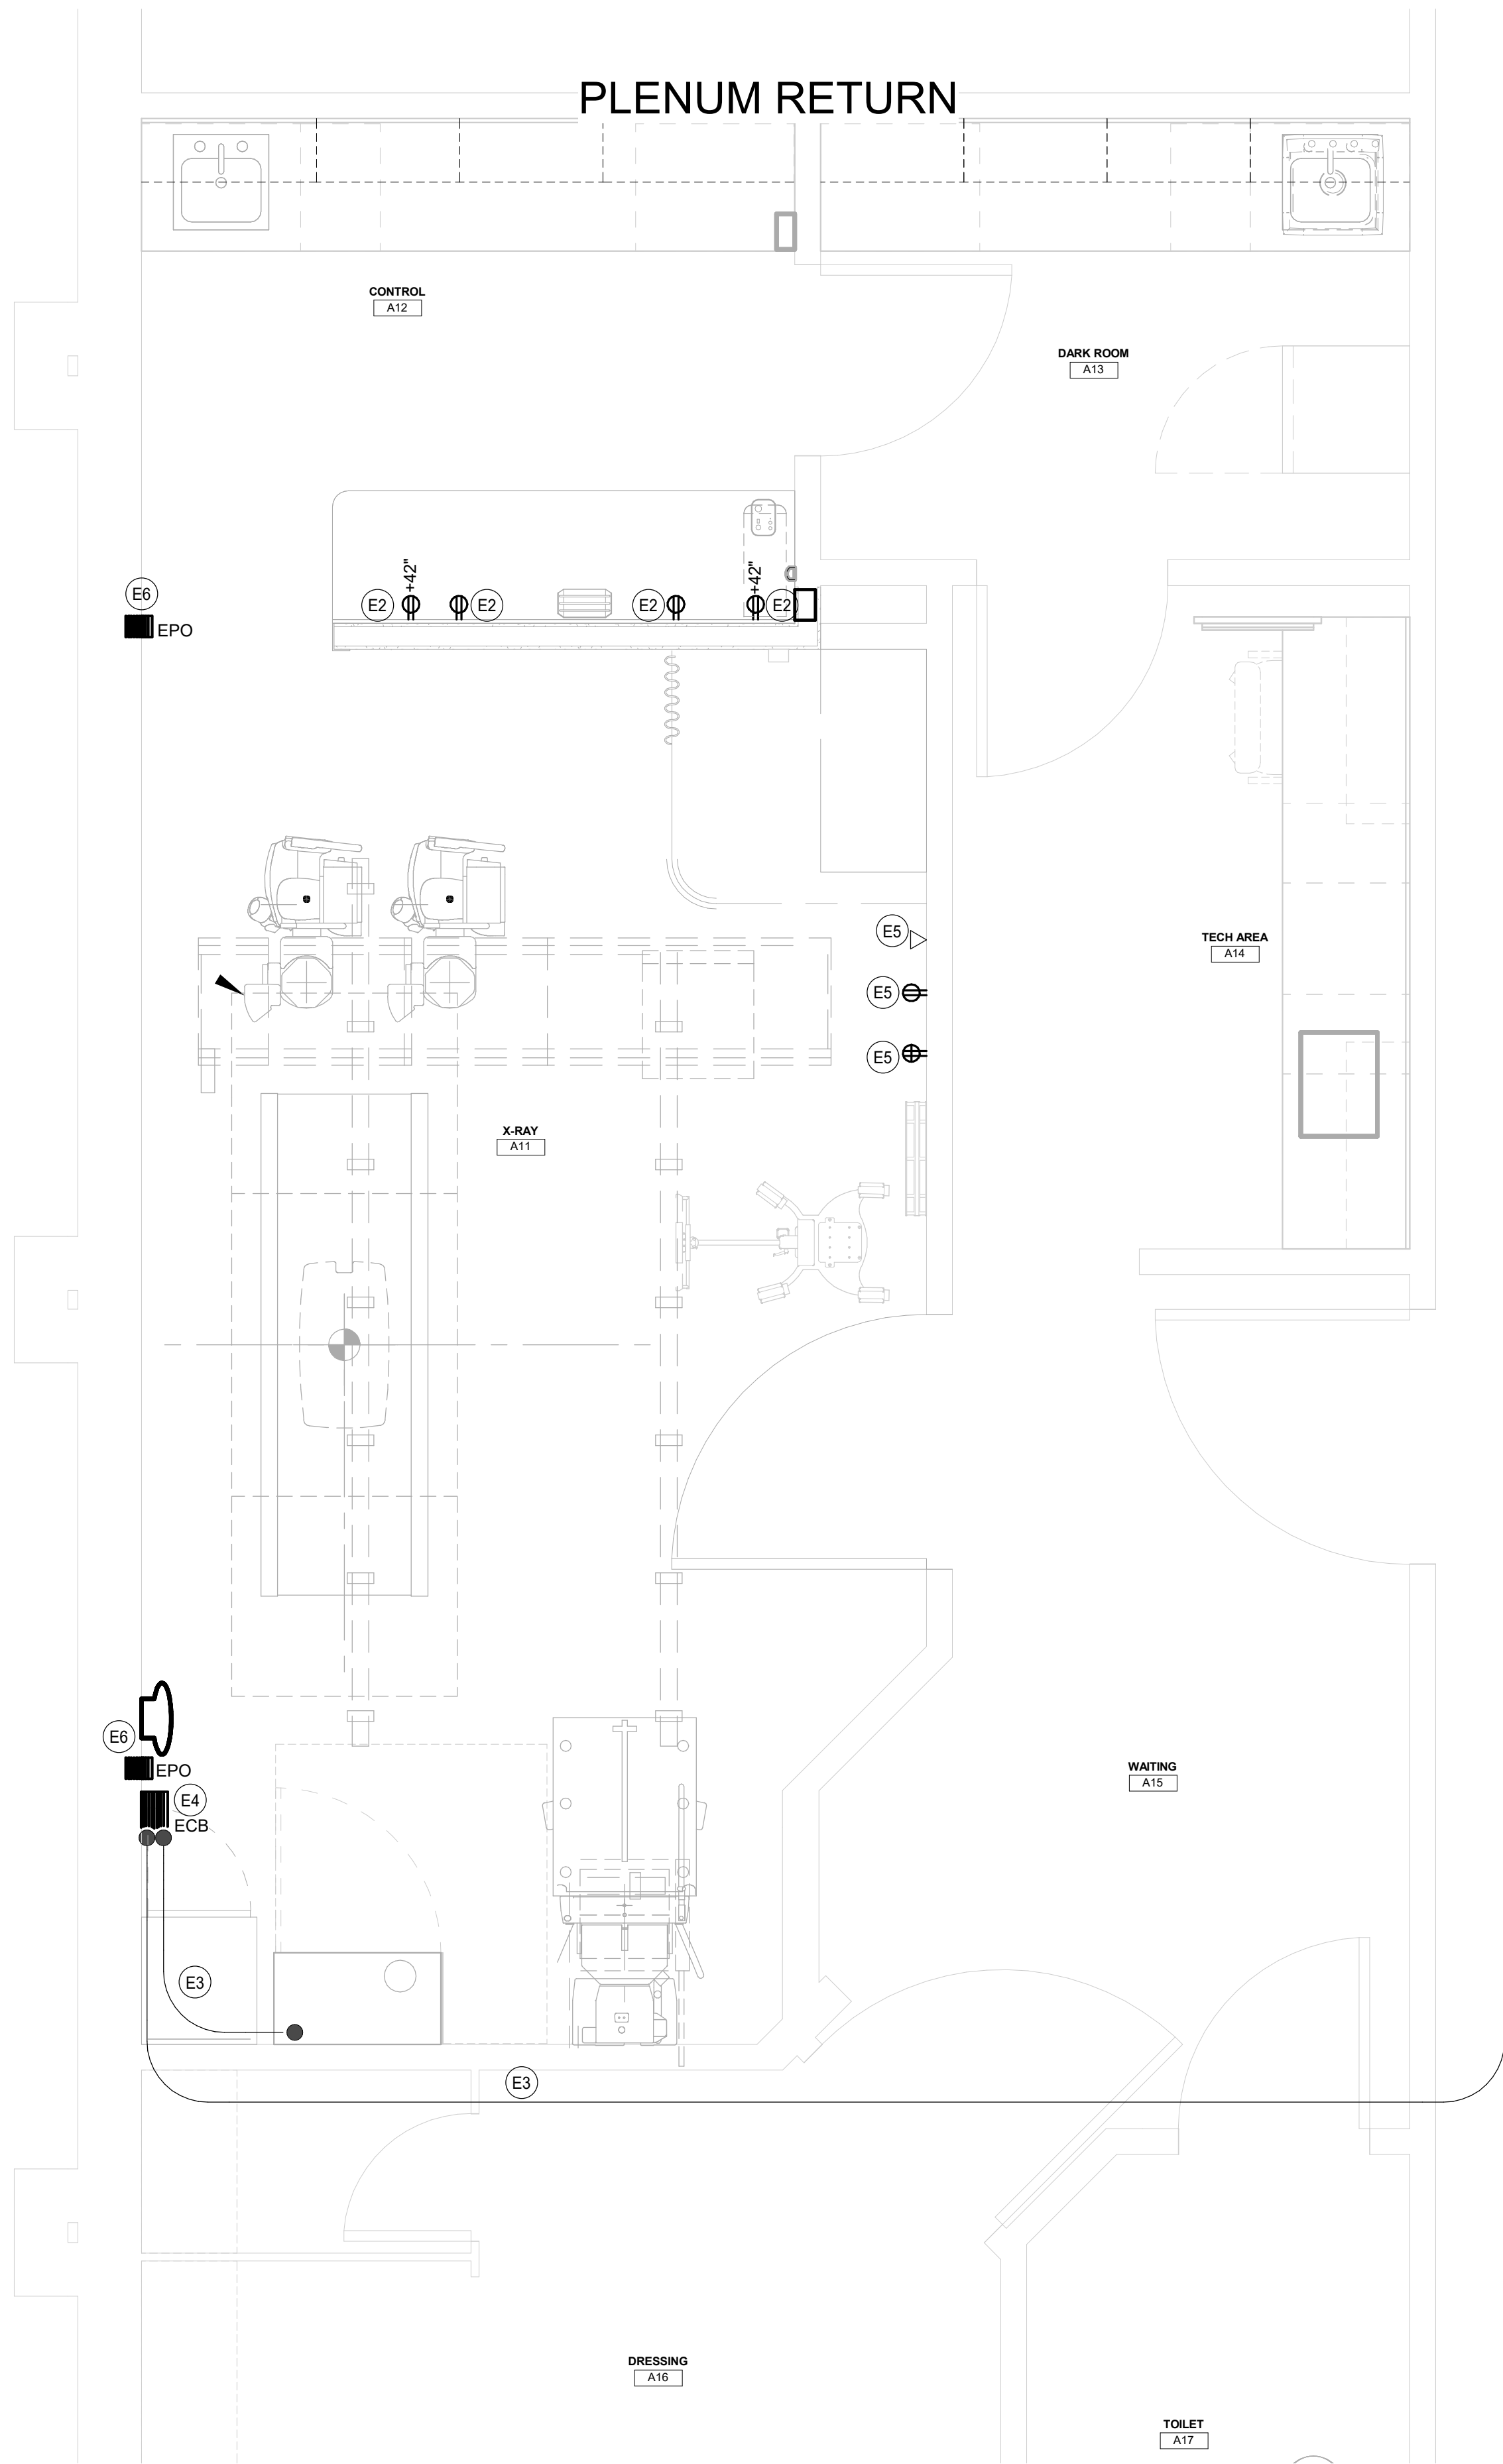 PLENUM RETURN
CONTROL
A12
DARK ROOM
A13
E6
EPO
E2
+42"
E2
E2
+42"
E2
E5
E5
E5
TECH AREA
A14
X-RAY
A11
E6
EPO
E4
ECB
WAITING
A15
E3
E3
DRESSING
A16
TOILET
A17